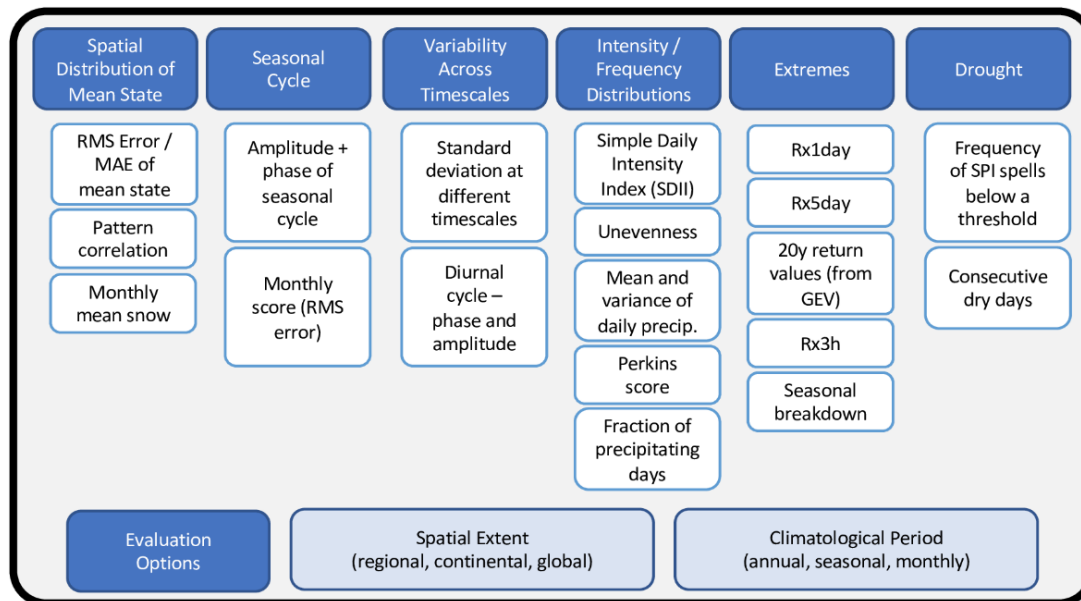 Spatial
Distribution of
Mean State
RMS Error /
MAE of
mean state
Pattern
correlation
Monthly
mean snow
Seasonal
Cycle
Amplitude +
phase of
seasonal
cycle
Monthly
score (RMS
error)
Variability
Across
Timescales
Standard
deviation at
different
timescales
Diurnal
cycle –
phase and
amplitude
Intensity /
Frequency
Distributions
Simple Daily
Intensity
Index (SDII)
Unevenness
Mean and
variance of
daily precip.
Perkins
score
Fraction of
precipitating
days
Extremes
Rx1day
Rx5day
20y return
values (from
GEV)
Rx3h
Seasonal
breakdown
Drought
Frequency
of SPI spells
below a
threshold
Consecutive
dry days
Evaluation
Options
Spatial Extent
(regional, continental, global)
Climatological Period
(annual, seasonal, monthly)